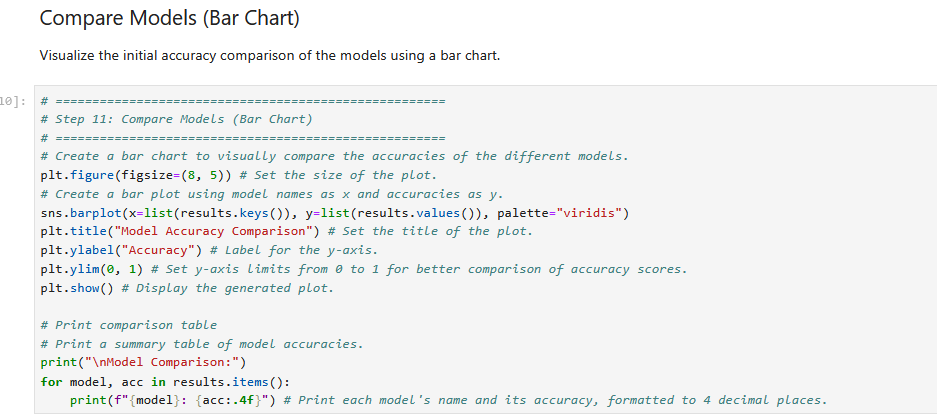 Compare Models (Bar Chart)
Visualize the initial accuracy comparison of the models using a bar chart.
10]:
# =====================================================
# Step 11: Compare Models (Bar Chart)
# =====================================================
# Create a bar chart to visually compare the accuracies of the different models.
plt.figure(figsize=(8, 5)) # Set the size of the plot.
# Create a bar plot using model names as x and accuracies as y.
sns.barplot(x=list(results.keys()), y=list(results.values()), palette="viridis")
plt.title("Model Accuracy Comparison") # Set the title of the plot.
plt.ylabel("Accuracy") # Label for the y-axis.
plt.ylim(0, 1) # Set y-axis limits from 0 to 1 for better comparison of accuracy scores.
plt.show() # Display the generated plot.
# Print comparison table
# Print a summary table of model accuracies.
print("\nModel Comparison:")
for model, acc in results.items():
    print(f"{model}: {acc:.4f}") # Print each model's name and its accuracy, formatted to 4 decimal places.